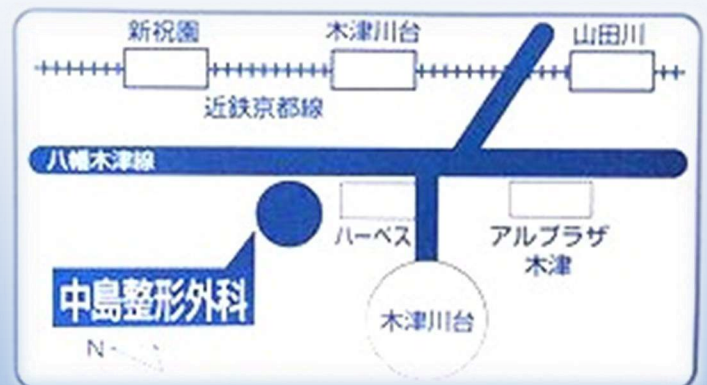 新祝園
木津川台
山田川
近鉄京都線
八幡木津線
ハーベス
アルプラザ
木津
中島整形外科
木津川台
N